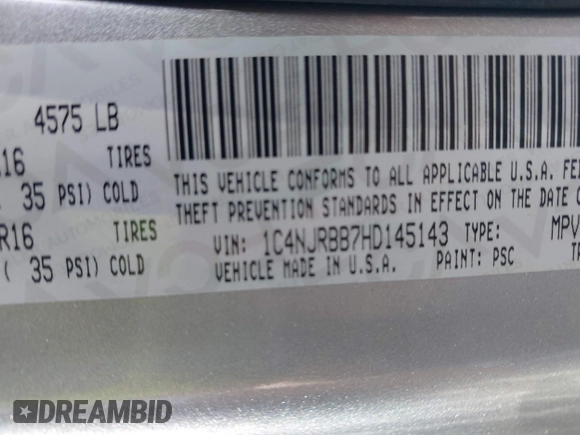 4575 LB
R16 TIRES
35 PSI) COLD
R16 TIRES
( 35 PSI) COLD
THIS VEHICLE CONFORMS TO ALL APPLICABLE U.S.A. FE
THEFT PREVENTION STANDARDS IN EFFECT ON THE DATE O
VIN: 1C4NJRBB7HD145143 TYPE: MPV
VEHICLE MADE IN U.S.A. PAINT: PSC
DREAMBID